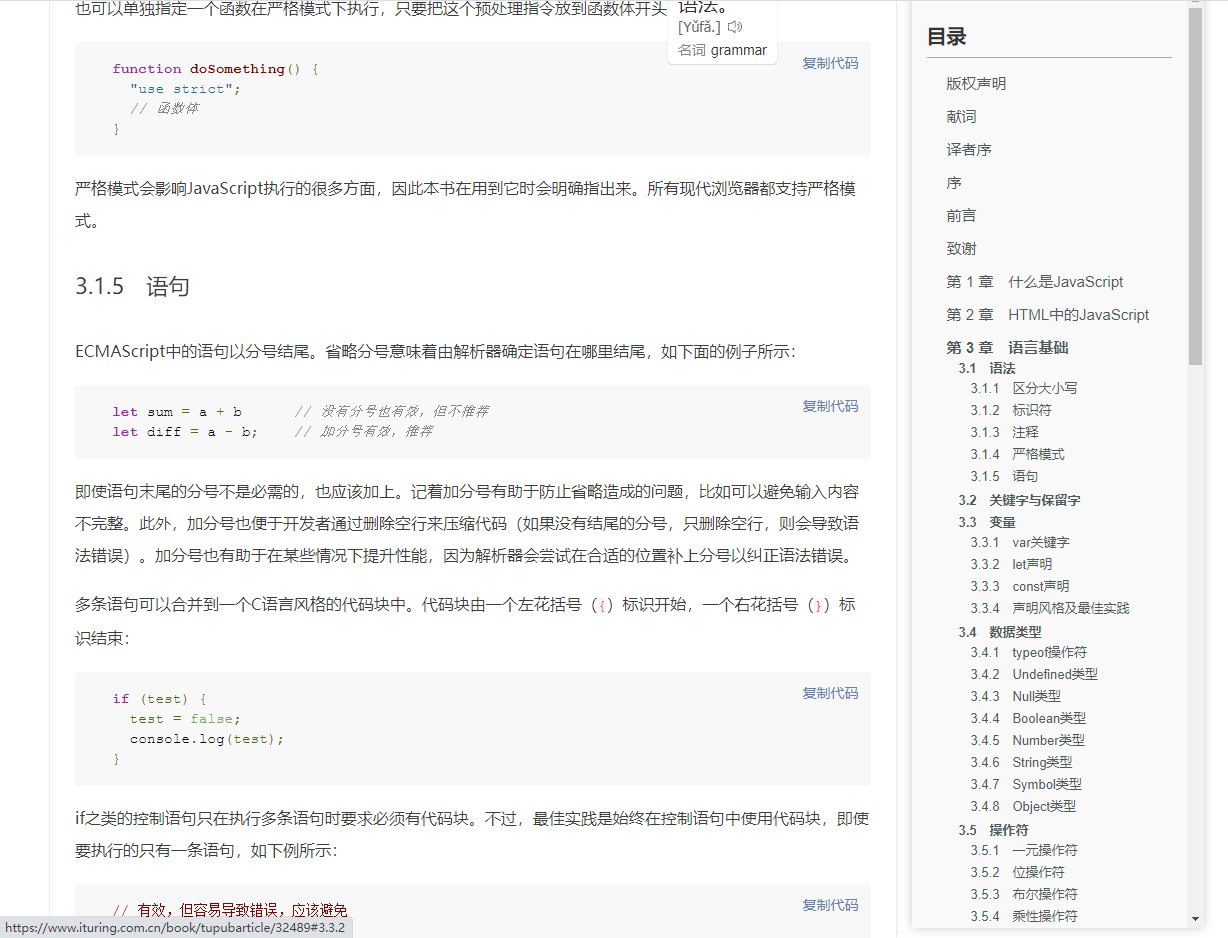 也可以单独指定一个函数在严格模式下执行，只要把这个预处理指令放到函数体开头
语法。
[Yǔfǎ.]
名词 grammar
复制代码
function doSomething() {
  "use strict";
  // 函数体
}
严格模式会影响JavaScript执行的很多方面，因此本书在用到它时会明确指出来。所有现代浏览器都支持严格模
式。
3.1.5 语句
ECMAScript中的语句以分号结尾。省略分号意味着由解析器确定语句在哪里结尾，如下面的例子所示：
复制代码
let sum = a + b      // 没有分号也有效，但不推荐
let diff = a - b;    // 加分号有效，推荐
即使语句末尾的分号不是必需的，也应该加上。记着加分号有助于防止省略造成的问题，比如可以避免输入内容
不完整。此外，加分号也便于开发者通过删除空行来压缩代码（如果没有结尾的分号，只删除空行，则会导致语
法错误）。加分号也有助于在某些情况下提升性能，因为解析器会尝试在合适的位置补上分号以纠正语法错误。
多条语句可以合并到一个C语言风格的代码块中。代码块由一个左花括号（{）标识开始，一个右花括号（}）标
识结束：
复制代码
if (test) {
  test = false;
  console.log(test);
}
if之类的控制语句只在执行多条语句时要求必须有代码块。不过，最佳实践是始终在控制语句中使用代码块，即使
要执行的只有一条语句，如下例所示：
复制代码
// 有效，但容易导致错误，应该避免
https://www.ituring.com.cn/book/tupubarticle/32489#3.3.2
目录
版权声明
献词
译者序
序
前言
致谢
第 1 章 什么是JavaScript
第 2 章 HTML中的JavaScript
第 3 章 语言基础
3.1 语法
3.1.1 区分大小写
3.1.2 标识符
3.1.3 注释
3.1.4 严格模式
3.1.5 语句
3.2 关键字与保留字
3.3 变量
3.3.1 var关键字
3.3.2 let声明
3.3.3 const声明
3.3.4 声明风格及最佳实践
3.4 数据类型
3.4.1 typeof操作符
3.4.2 Undefined类型
3.4.3 Null类型
3.4.4 Boolean类型
3.4.5 Number类型
3.4.6 String类型
3.4.7 Symbol类型
3.4.8 Object类型
3.5 操作符
3.5.1 一元操作符
3.5.2 位操作符
3.5.3 布尔操作符
3.5.4 乘性操作符